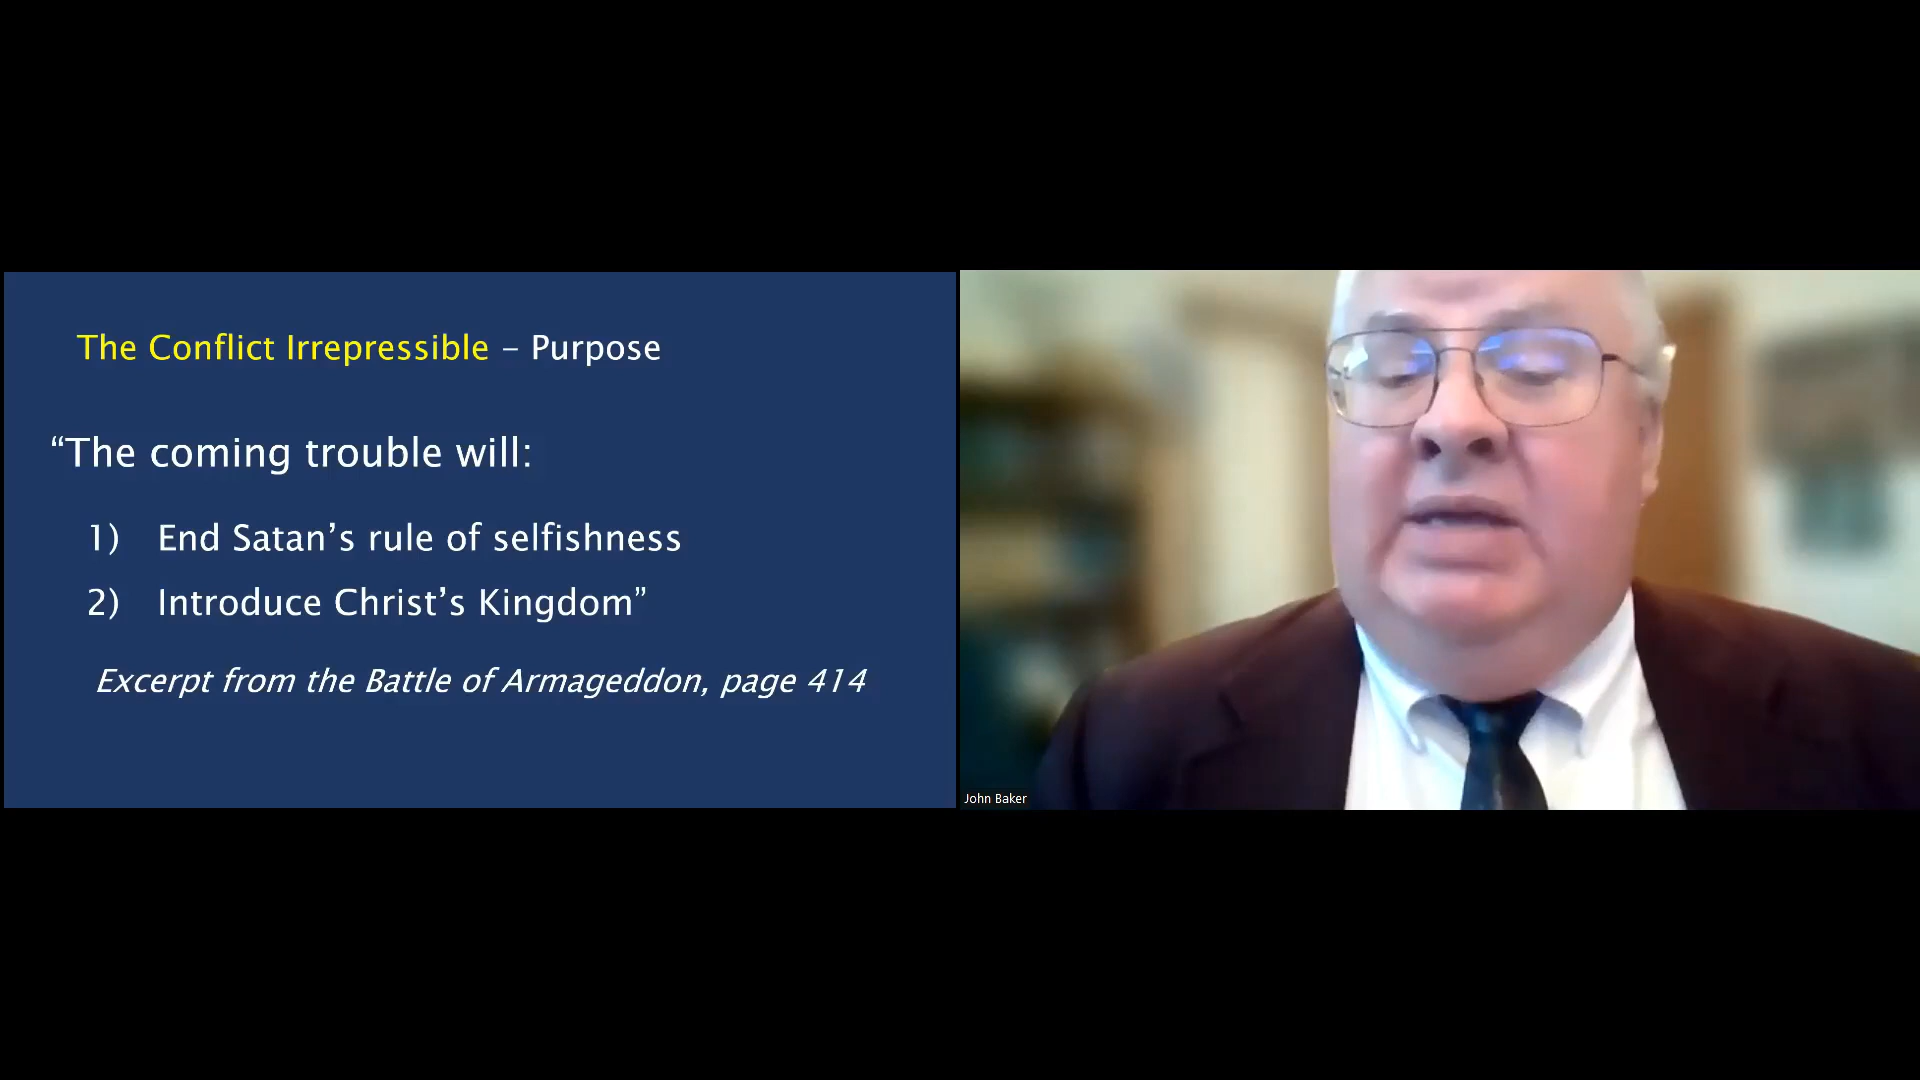 The Conflict Irrepressible – Purpose
“The coming trouble will:
1) End Satan’s rule of selfishness
2) Introduce Christ’s Kingdom”
Excerpt from the Battle of Armageddon, page 414
John Baker